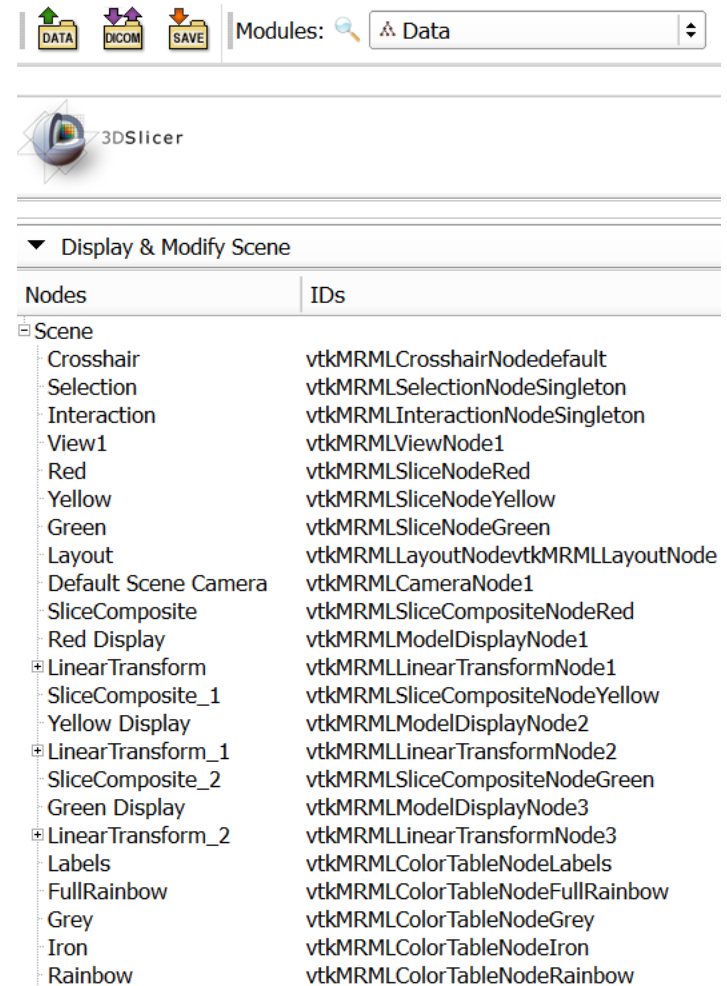 DATA DICOM SAVE Modules: Data
3DSlicer
Display & Modify Scene
Nodes IDs
Scene
Crosshair vtkMRMLCrosshairNodedefault
Selection vtkMRMLSelectionNodeSingleton
Interaction vtkMRMLInteractionNodeSingleton
View1 vtkMRMLViewNode1
Red vtkMRMLSliceNodeRed
Yellow vtkMRMLSliceNodeYellow
Green vtkMRMLSliceNodeGreen
Layout vtkMRMLLayoutNodevtkMRMLLayoutNode
Default Scene Camera vtkMRMLCameraNode1
SliceComposite vtkMRMLSliceCompositeNodeRed
Red Display vtkMRMLModelDisplayNode1
LinearTransform vtkMRMLLinearTransformNode1
SliceComposite_1 vtkMRMLSliceCompositeNodeYellow
Yellow Display vtkMRMLModelDisplayNode2
LinearTransform_1 vtkMRMLLinearTransformNode2
SliceComposite_2 vtkMRMLSliceCompositeNodeGreen
Green Display vtkMRMLModelDisplayNode3
LinearTransform_2 vtkMRMLLinearTransformNode3
Labels vtkMRMLColorTableNodeLabels
FullRainbow vtkMRMLColorTableNodeFullRainbow
Grey vtkMRMLColorTableNodeGrey
Iron vtkMRMLColorTableNodeIron
Rainbow vtkMRMLColorTableNodeRainbow